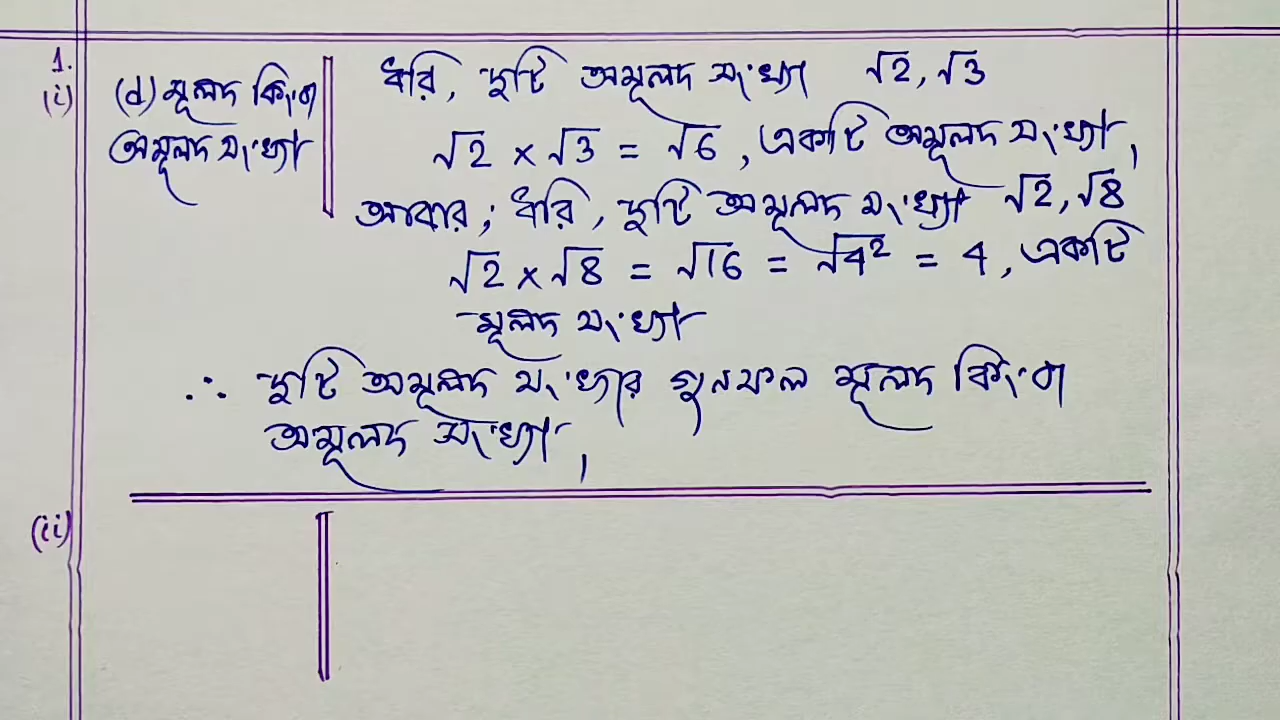 1.
(i)
(d) মূলদ কিংবা
অমূলদ সংখ্যা
ধরি, দুটি অমূলদ সংখ্যা √2, √3
√2 × √3 = √6, একটি অমূলদ সংখ্যা,
আবার, ধরি, দুটি অমূলদ সংখ্যা √2, √8
√2 × √8 = √16 = √4² = 4, একটি
মূলদ সংখ্যা
∴ দুটি অমূলদ সংখ্যার গুনফল মূলদ কিংবা
অমূলদ সংখ্যা,
(ii)